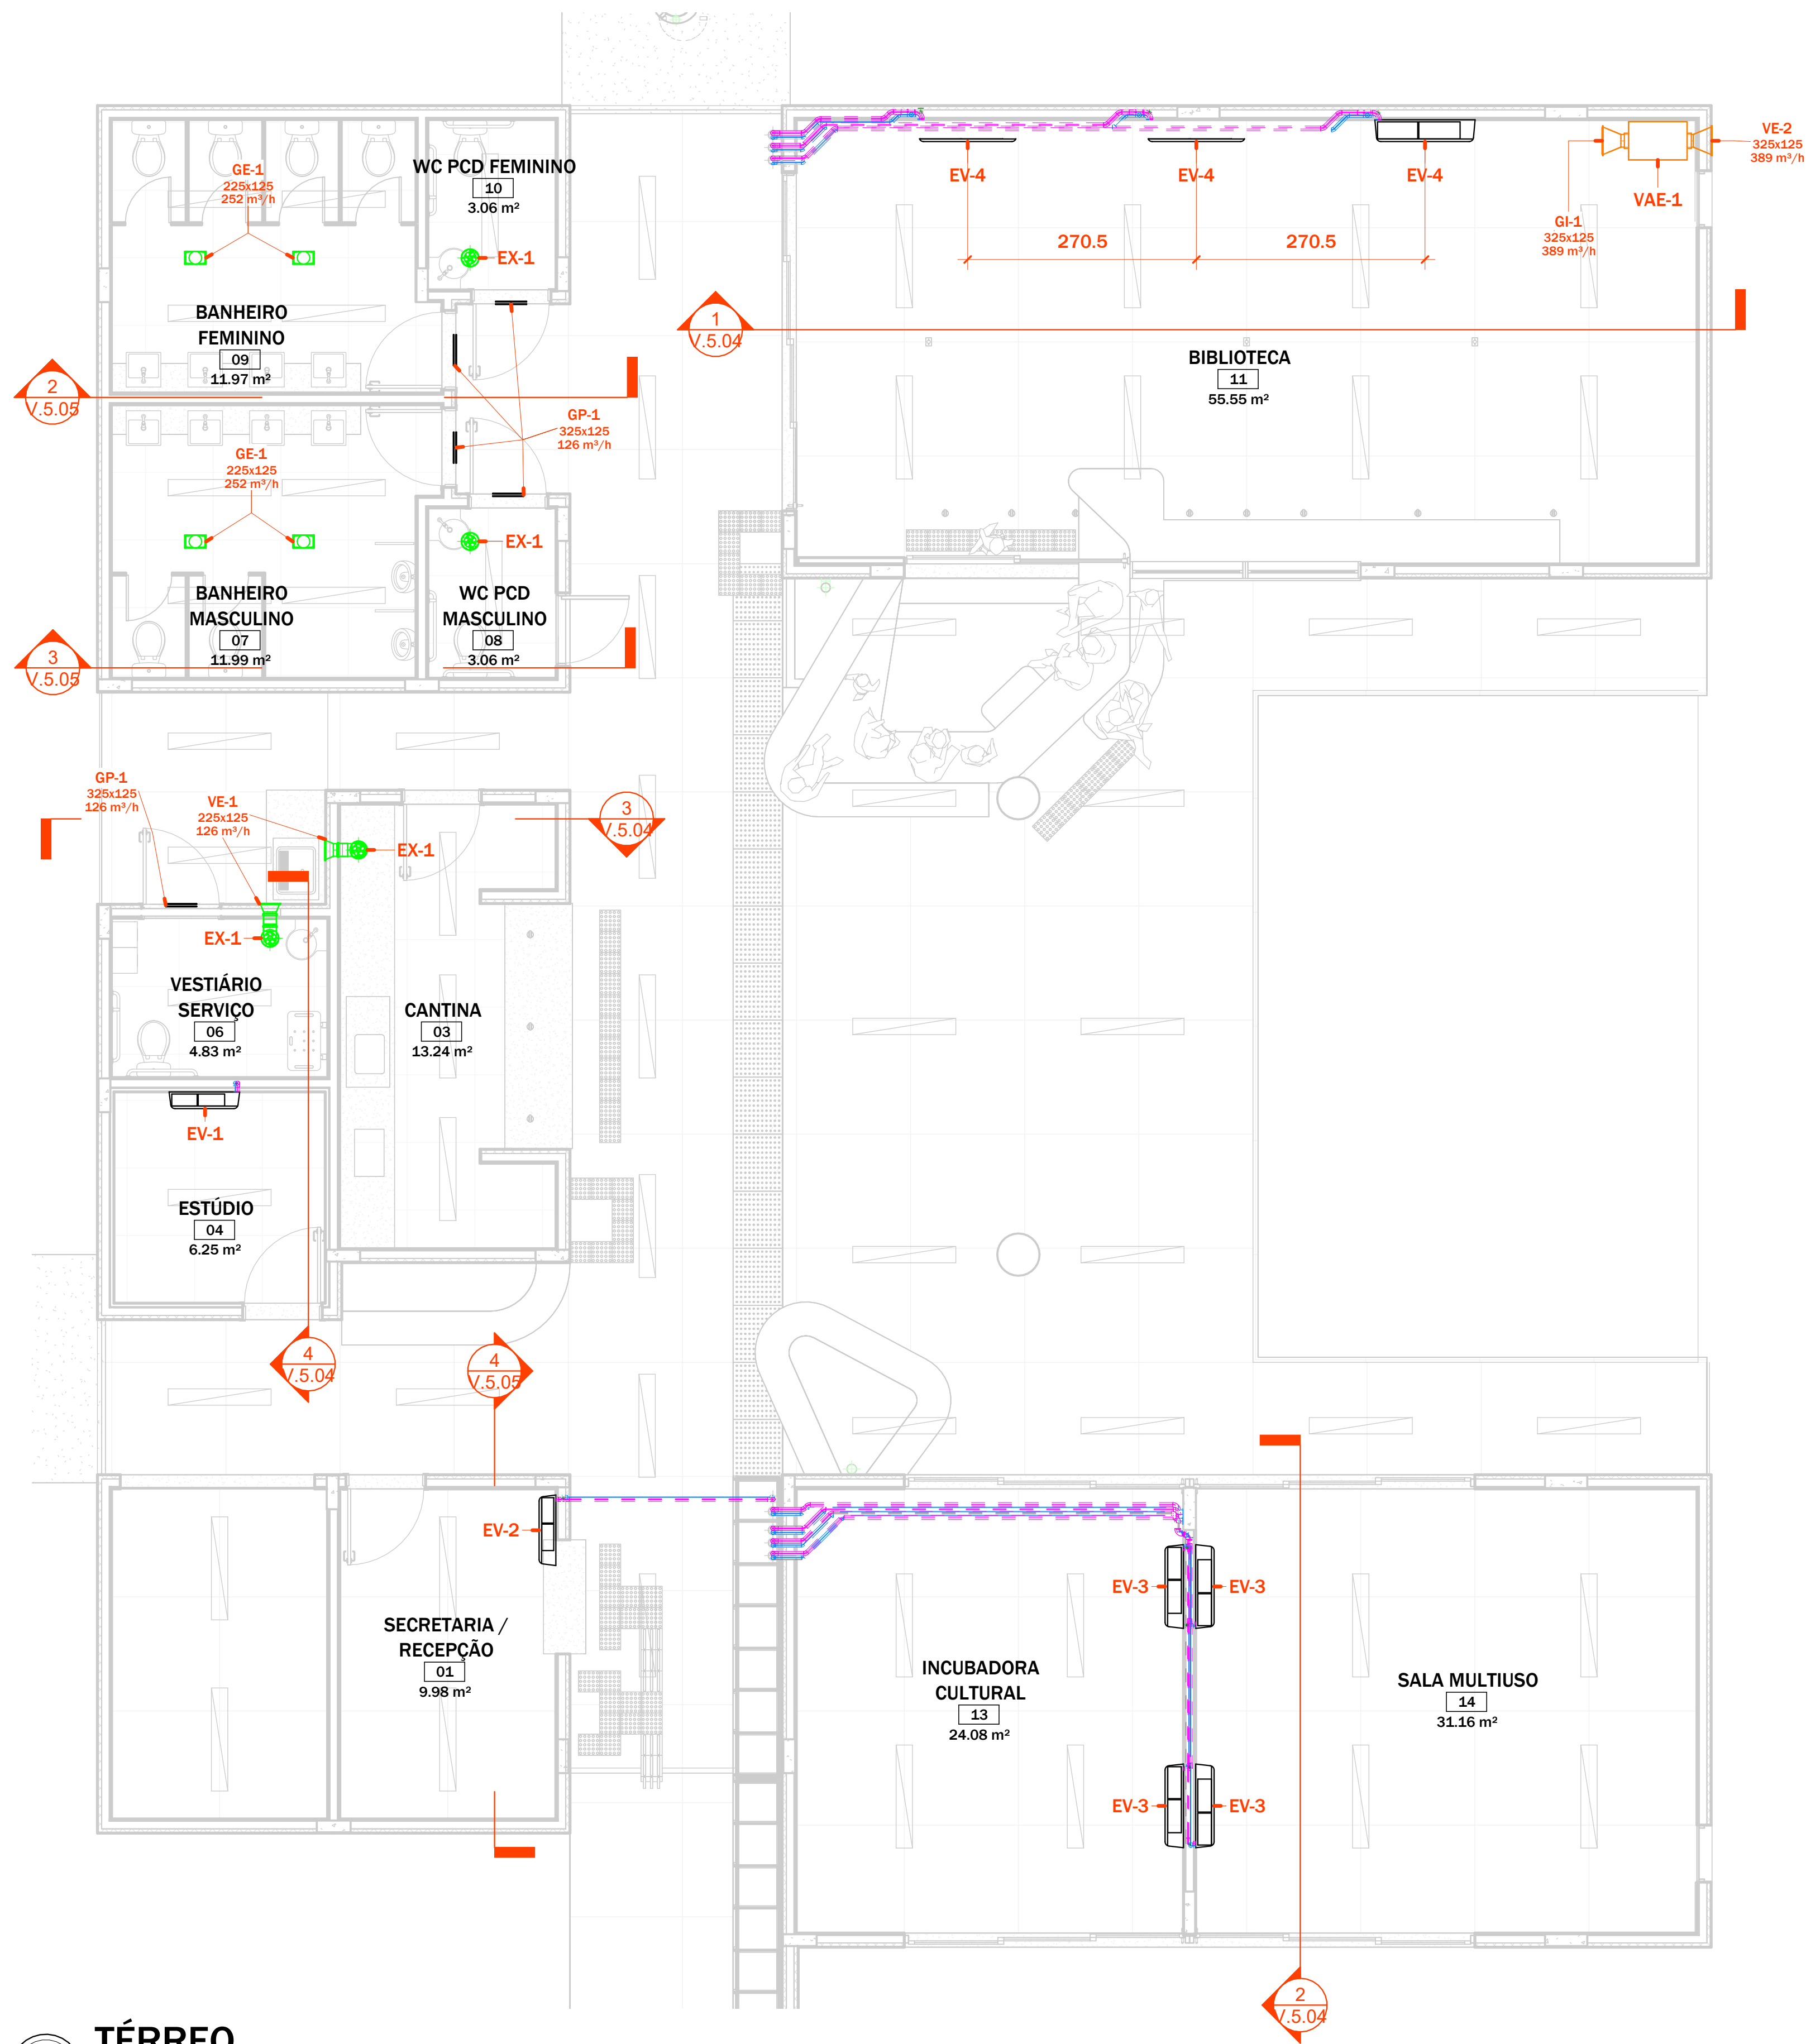 WC PCD FEMININO
10
3.06 m²
GE-1
225x125
252 m³/h
EX-1
EV-4
EV-4
EV-4
VE-2
325x125
389 m³/h
VAE-1
GI-1
325x125
389 m³/h
270.5
270.5
BANHEIRO
FEMININO
09
11.97 m²
1
V.5.04
BIBLIOTECA
11
55.55 m²
2
V.5.05
GP-1
325x125
126 m³/h
GE-1
225x125
252 m³/h
EX-1
BANHEIRO
MASCULINO
07
11.99 m²
WC PCD
MASCULINO
08
3.06 m²
3
V.5.05
GP-1
325x125
126 m³/h
VE-1
225x125
126 m³/h
3
V.5.04
EX-1
EX-1
VESTIÁRIO
SERVIÇO
06
4.83 m²
CANTINA
03
13.24 m²
EV-1
ESTÚDIO
04
6.25 m²
4
V.5.04
4
V.5.05
EV-2
EV-3
EV-3
SECRETARIA /
RECEPÇÃO
01
9.98 m²
INCUBADORA
CULTURAL
13
24.08 m²
SALA MULTIUSO
14
31.16 m²
EV-3
EV-3
2
V.5.04
TÉRREO